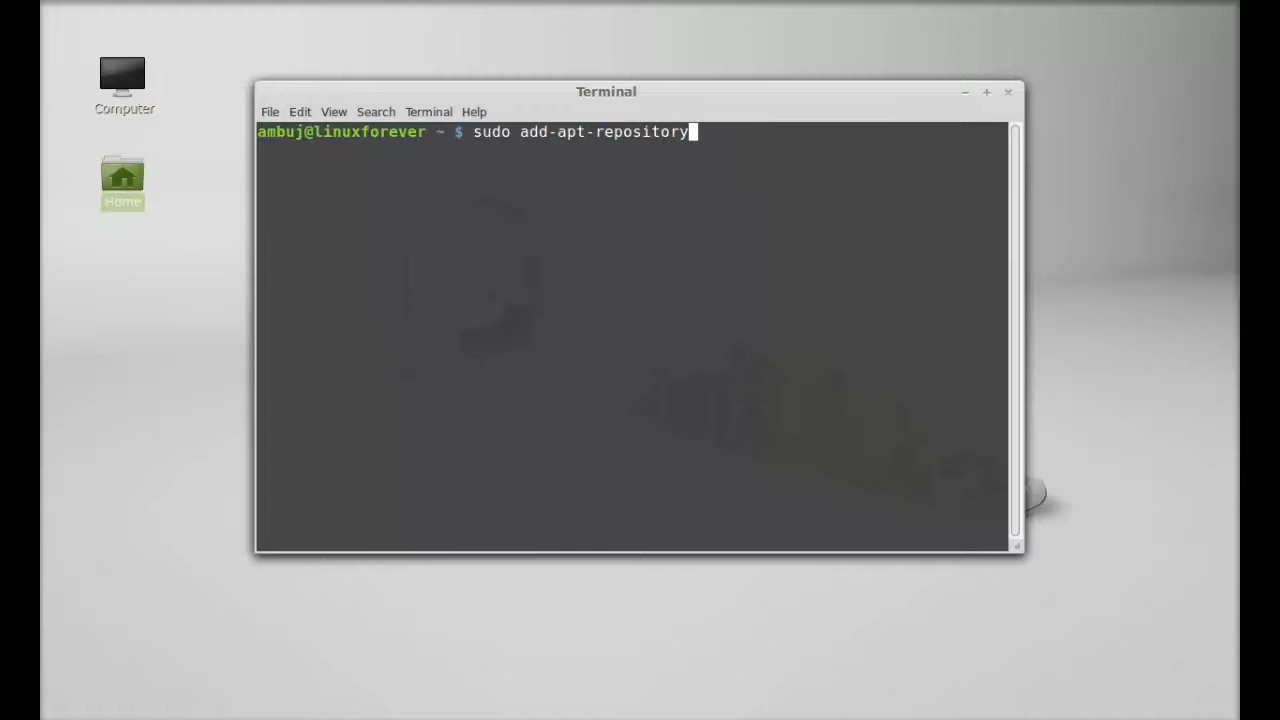 Computer
Home
Terminal
File Edit View Search Terminal Help
ambuj@linuxforever ~ $ sudo add-apt-repository